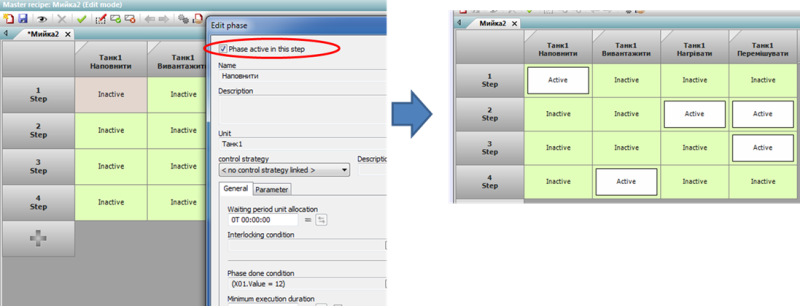 Master recipe: Мийка2 (Edit mode)
*Мийка2
Танк1 Наповнити
Танк1 Вивантажити
1 Step
Inactive
Inactive
2 Step
Inactive
Inactive
3 Step
Inactive
Inactive
4 Step
Inactive
Inactive
Edit phase
Phase active in this step
Name
Наповнити
Description
Unit
Танк1
control strategy
Descriptio
< no control strategy linked >
General
Parameter
Waiting period unit allocation
0T 00:00:00
=
Interlocking condition
Phase done condition
(X01.Value = 12)
Minimum execution duration
Мийка2
Танк1 Наповнити
Танк1 Вивантажити
Танк1 Нагрівати
Танк1 Перемішувати
1 Step
Active
Inactive
Inactive
Inactive
2 Step
Inactive
Inactive
Active
Active
3 Step
Inactive
Inactive
Inactive
Active
4 Step
Inactive
Active
Inactive
Inactive